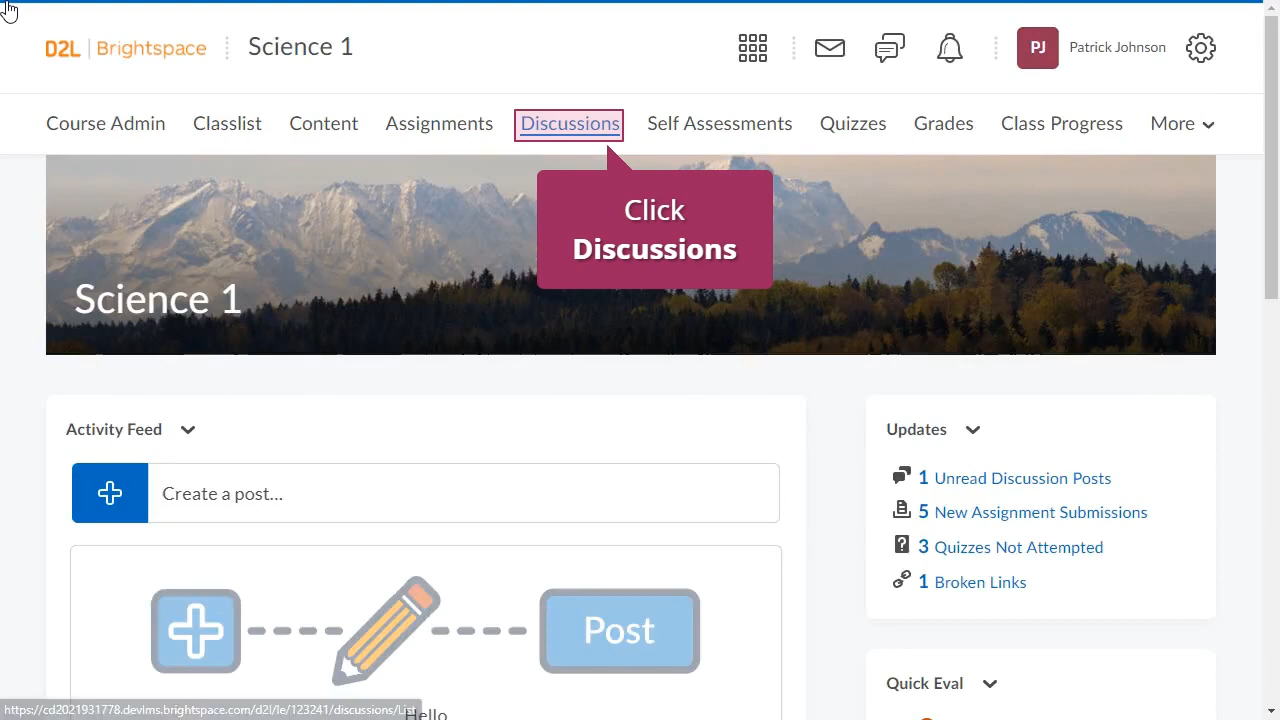 D2L | Brightspace Science 1 PJ Patrick Johnson
Course Admin Classlist Content Assignments Discussions Self Assessments Quizzes Grades Class Progress More
Click
Discussions
Science 1
Activity Feed
Create a post...
Post
Hello
Updates
1 Unread Discussion Posts
5 New Assignment Submissions
3 Quizzes Not Attempted
1 Broken Links
Quick Eval
https://cd2021931778.devlms.brightspace.com/d2l/le/123241/discussions/List